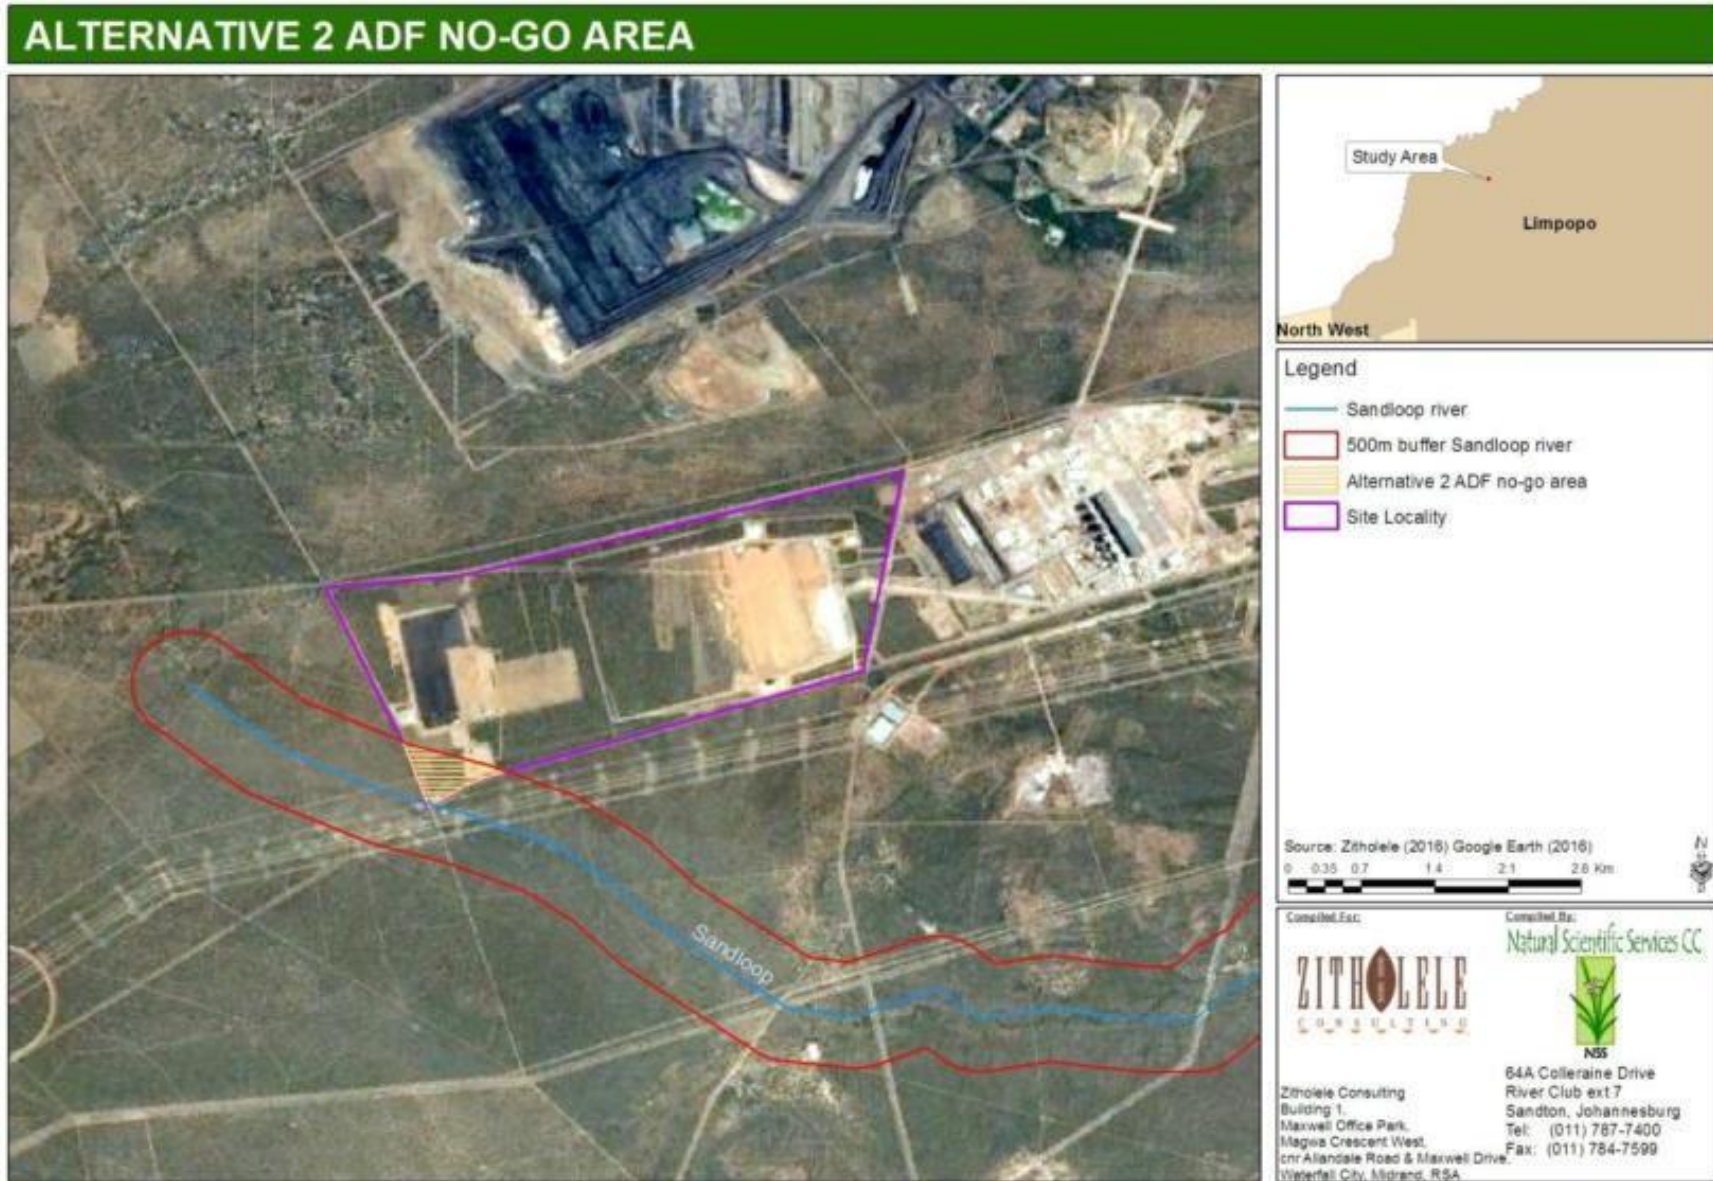 ALTERNATIVE 2 ADF NO-GO AREA
Study Area
Limpopo
North West
Legend
Sandloop river
500m buffer Sandloop river
Alternative 2 ADF no-go area
Site Locality
Sandloop
Source: Zitholele (2016) Google Earth (2016)
0 0.35 0.7 1.4 2.1 2.8 Km
N
Compiled For:
ZITHOLELE
CONSULTING
Zitholele Consulting
Building 1,
Maxwell Office Park,
Magwa Crescent West,
cnr Allandale Road & Maxwell Drive,
Waterfall City, Midrand, RSA
Compiled By:
Natural Scientific Services CC
NSS
64A Colleraine Drive
River Club ext 7
Sandton, Johannesburg
Tel: (011) 787-7400
Fax: (011) 784-7599